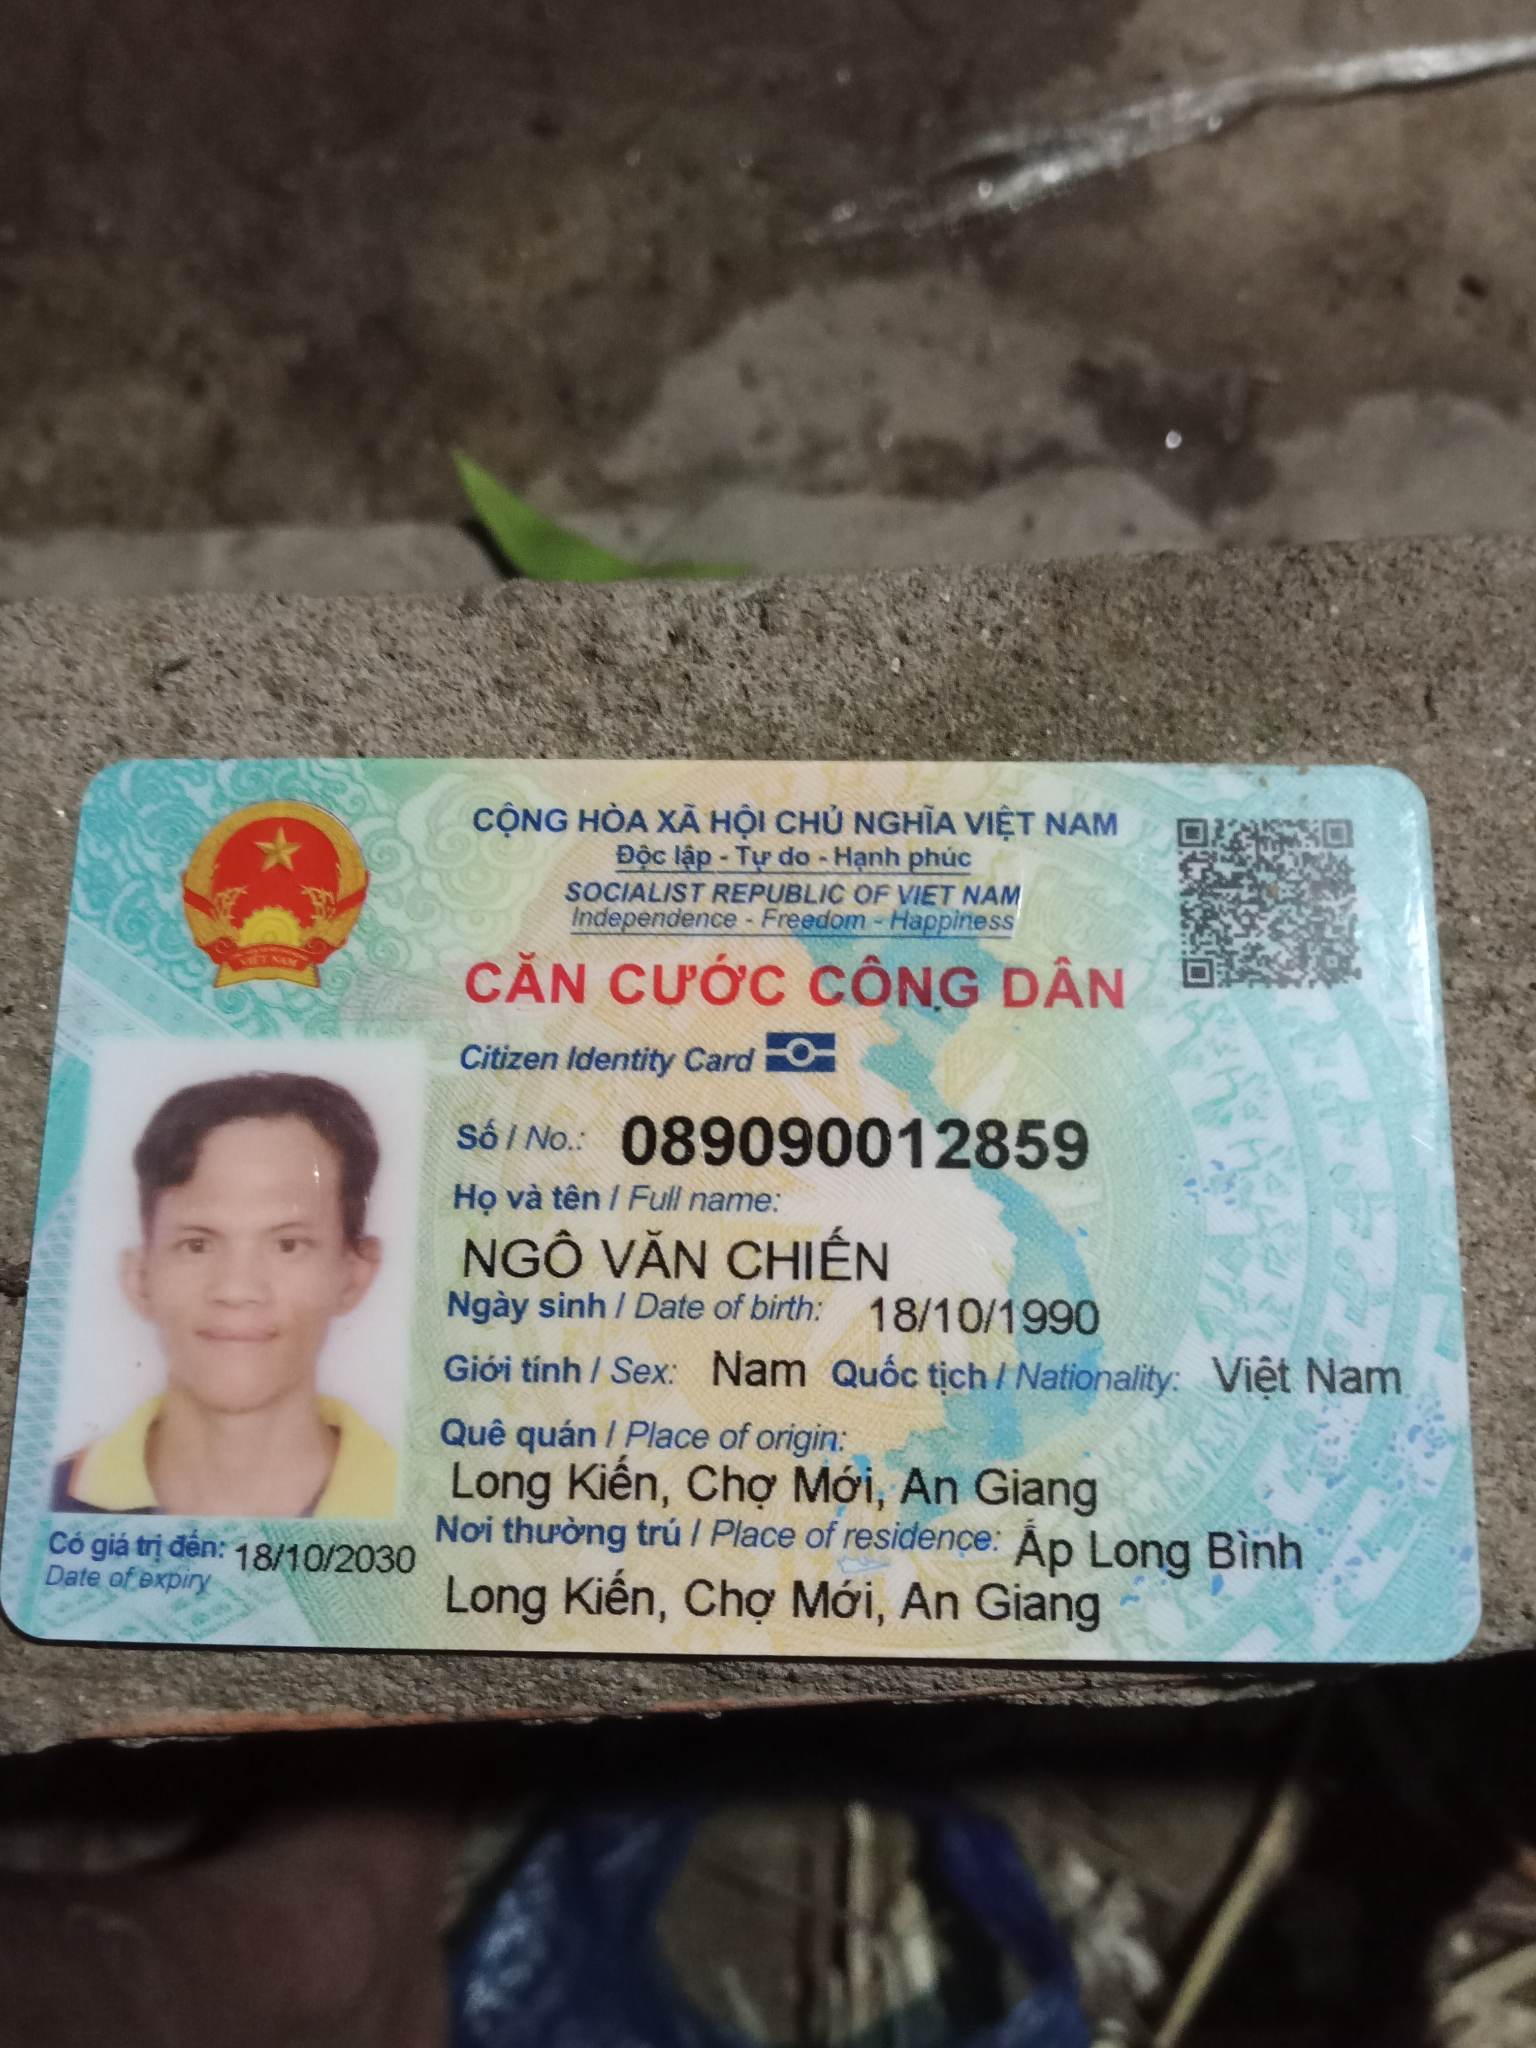 CỘNG HÒA XÃ HỘI CHỦ NGHĨA VIỆT NAM
Độc lập - Tự do - Hạnh phúc
SOCIALIST REPUBLIC OF VIET NAM
Independence - Freedom - Happiness
VIỆT NAM
CĂN CƯỚC CÔNG DÂN
Citizen Identity Card
Số / No.: 089090012859
Họ và tên / Full name:
NGÔ VĂN CHIẾN
Ngày sinh / Date of birth: 18/10/1990
Giới tính / Sex: Nam Quốc tịch / Nationality: Việt Nam
Quê quán / Place of origin:
Long Kiến, Chợ Mới, An Giang
Nơi thường trú / Place of residence: Ấp Long Bình
Long Kiến, Chợ Mới, An Giang
Có giá trị đến: 18/10/2030
Date of expiry